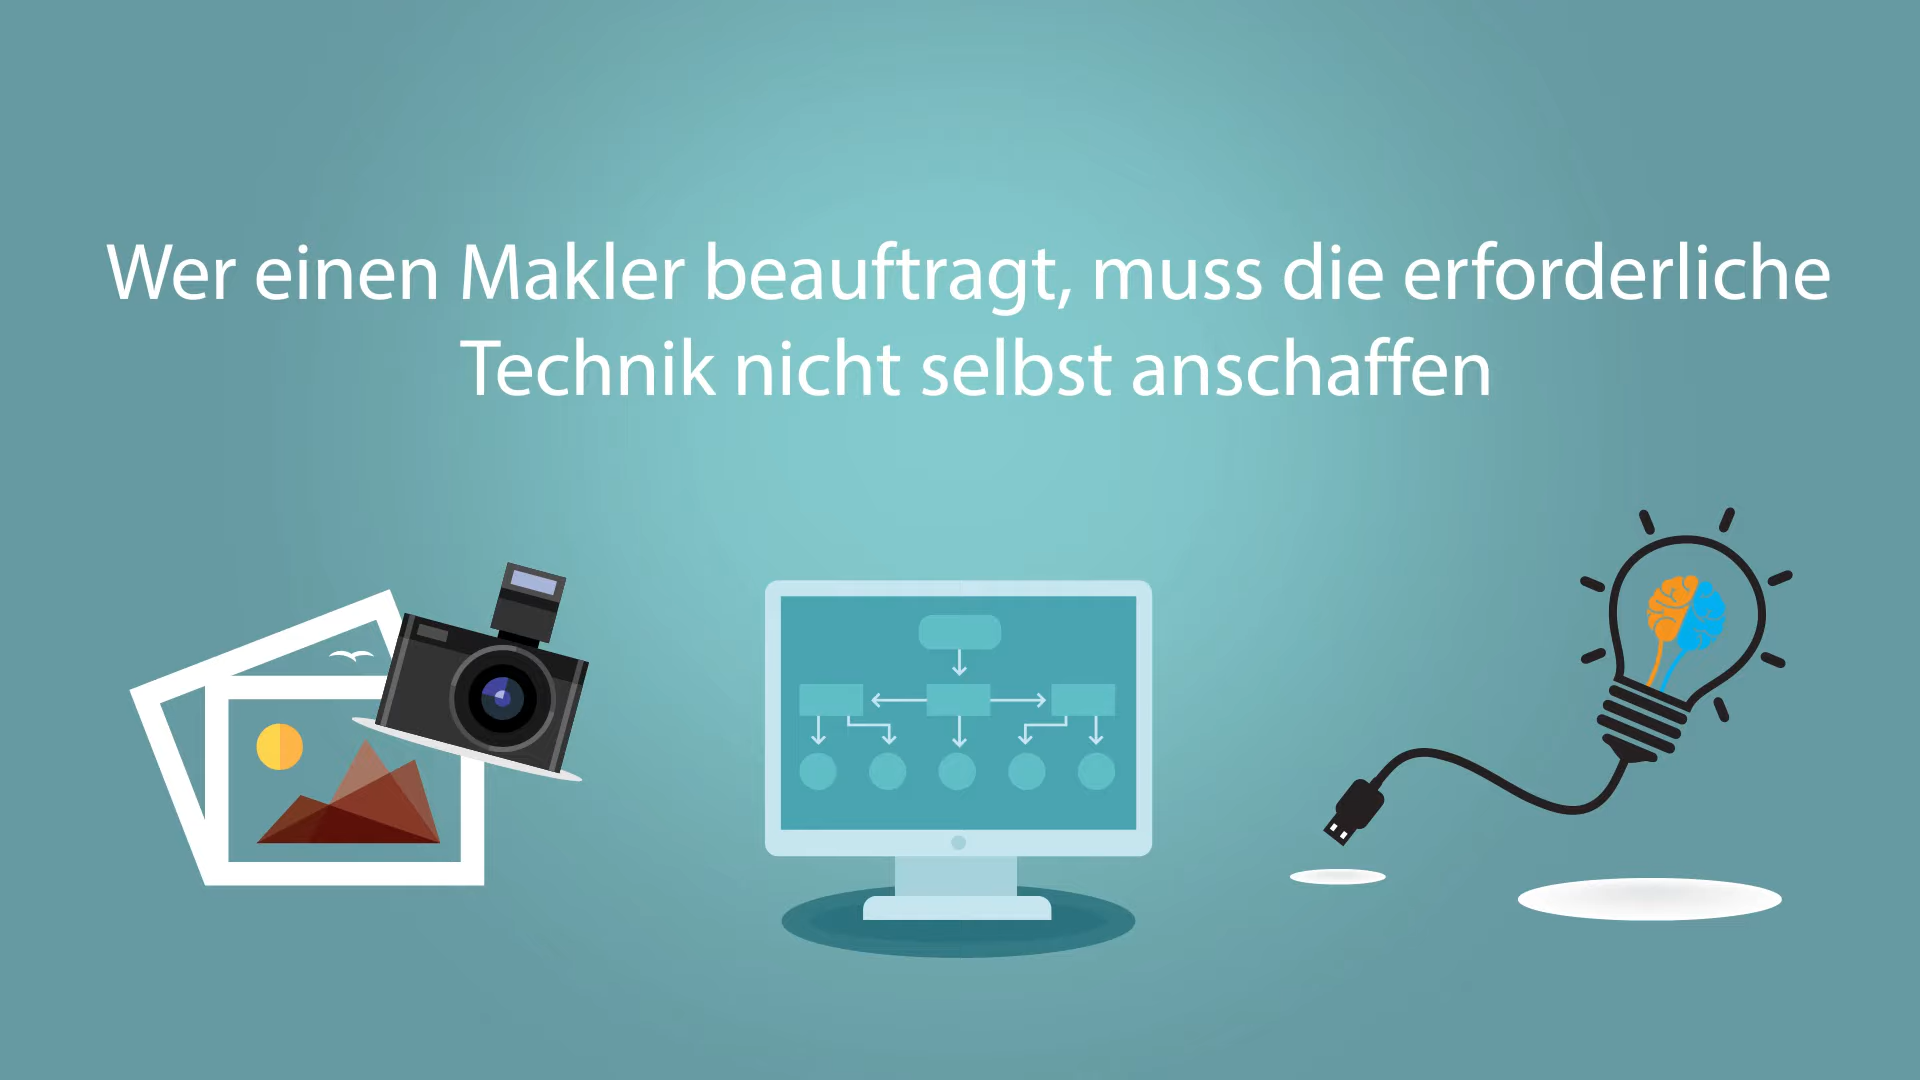 Wer einen Makler beauftragt, muss die erforderliche
Technik nicht selbst anschaffen